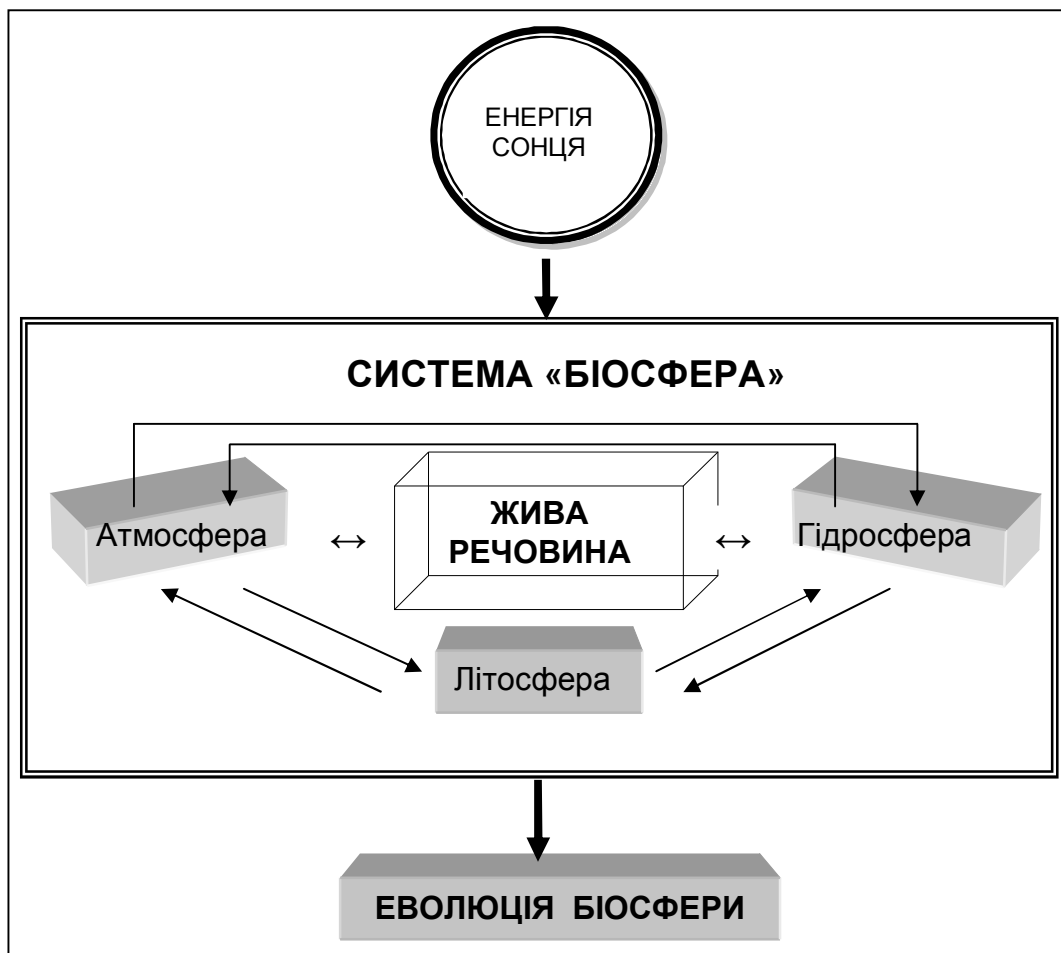 ЕНЕРГІЯ
СОНЦЯ
СИСТЕМА «БІОСФЕРА»
Атмосфера
↔
ЖИВА
РЕЧОВИНА
↔
Гідросфера
Літосфера
ЕВОЛЮЦІЯ БІОСФЕРИ